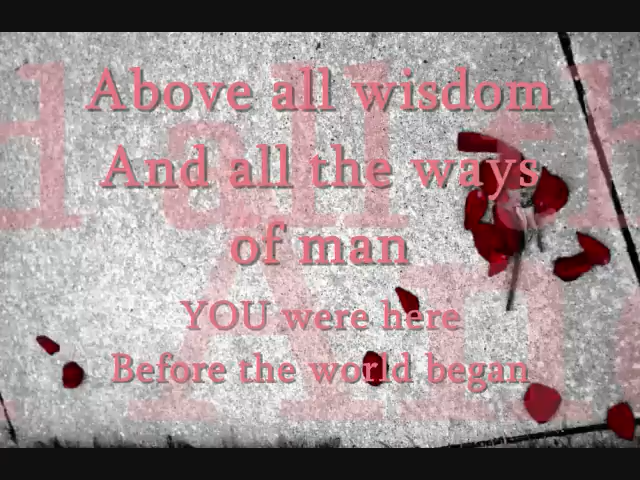 Above all wisdom
And all the ways
of man
YOU were here
Before the world began